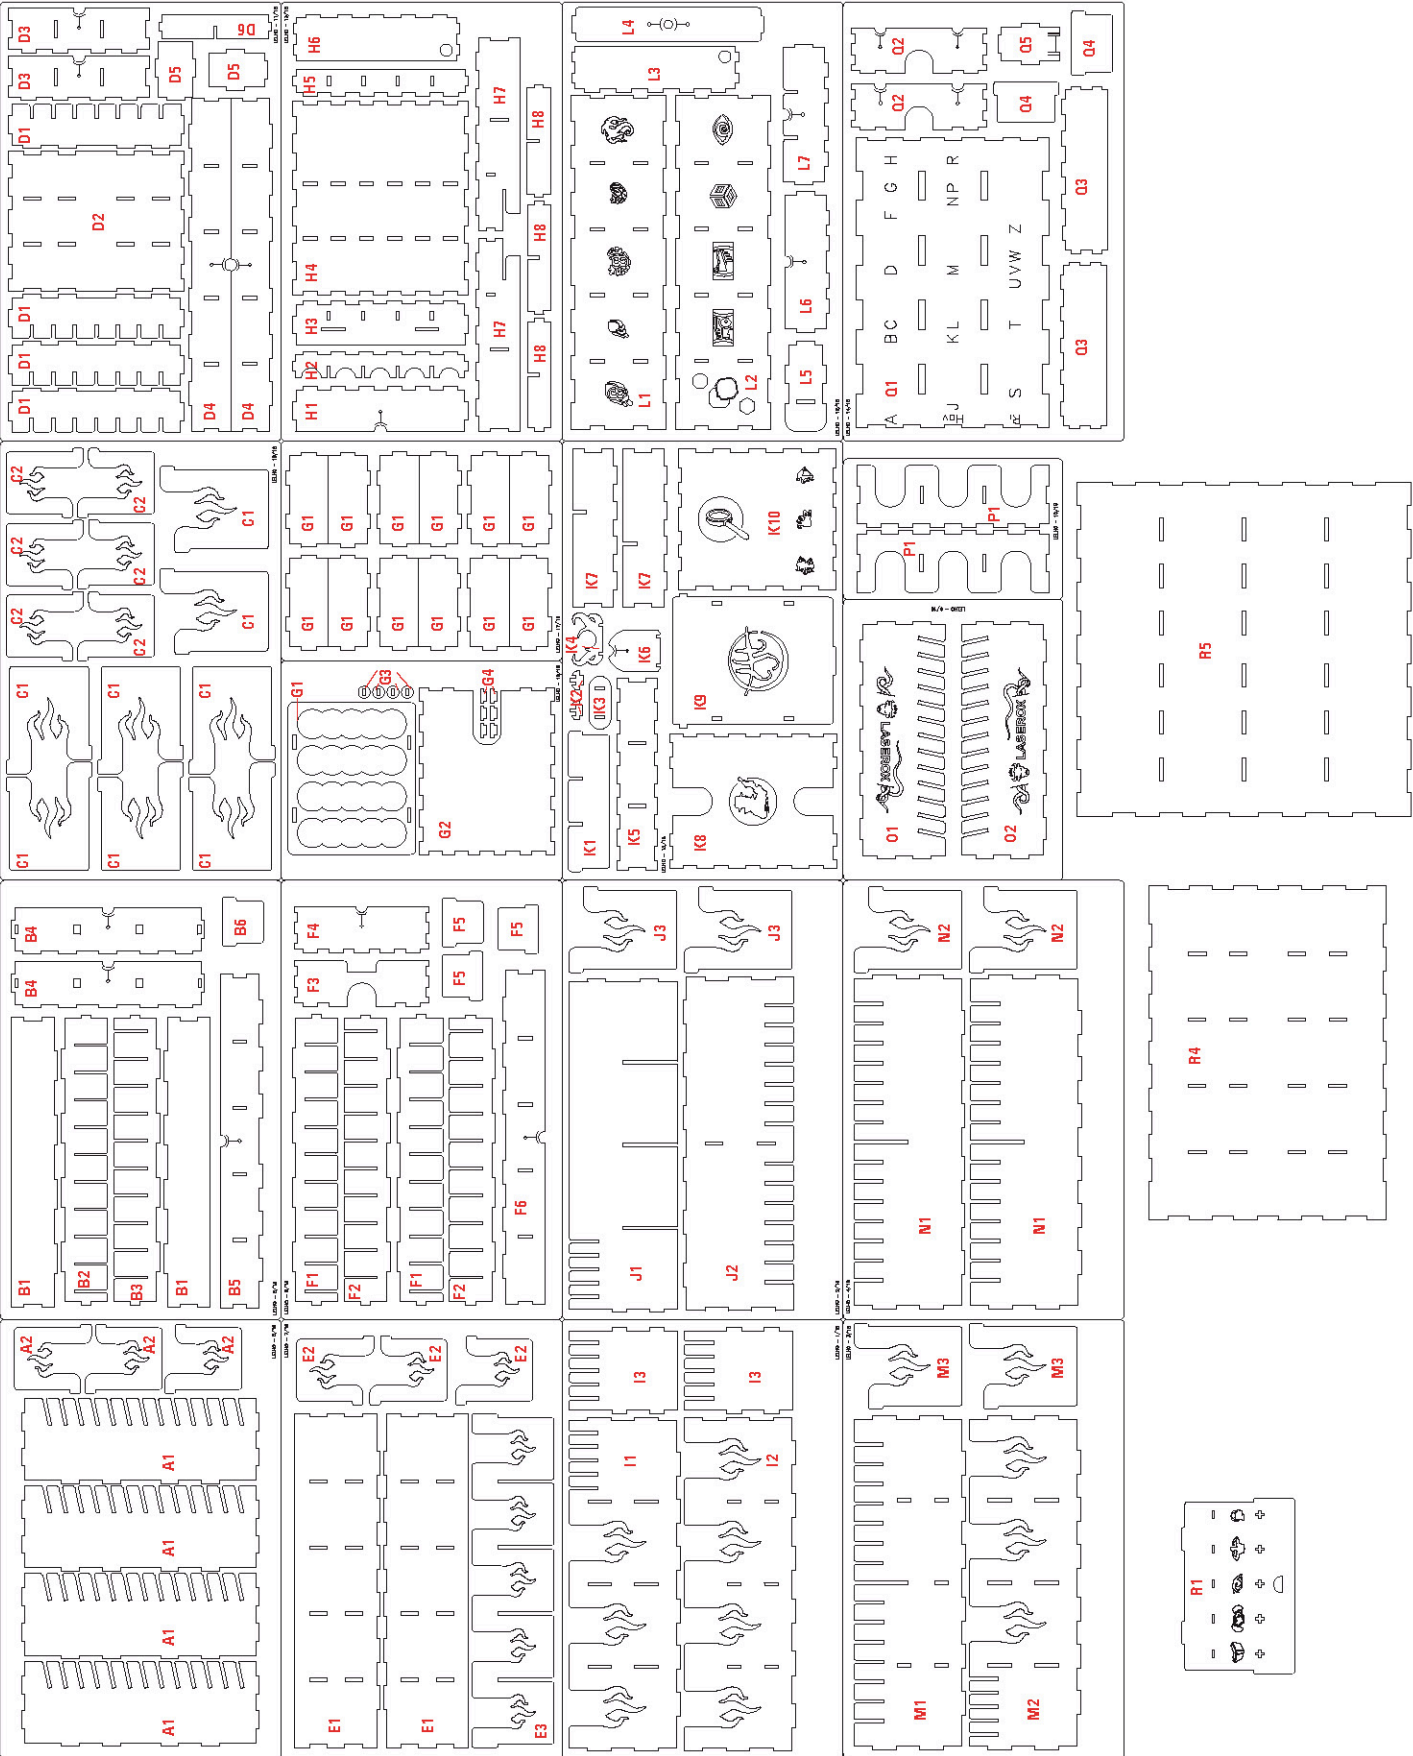 D3
D6
D3
D5
D5
D1
D2
D1
D1
D1
D4
D4
LEIHO - 11/16
H6
H5
H7
H8
H4
H8
H3
H7
H2
H8
H1
L4
L3
L7
L6
L5
L1
L2
Q2
Q5
Q4
Q2
Q4
Q3
Q3
Q1
A
BC
D
F
G
H
J
KL
M
NP
R
S
T
UVW
Z
C2
C2
C1
C2
C2
C2
C2
C1
C1
C1
C1
C1
C1
C1
G1
G1
G1
G1
G1
G1
G1
G1
G1
G1
G1
G1
G1
G3
G4
G2
K7
K7
K10
K4
K6
K2
K3
K9
K1
K5
K8
P1
P1
O1
O2
LASEROX
LASEROX
R5
B4
B6
B4
B1
B2
B3
B1
B5
F4
F5
F5
F3
F5
F1
F2
F1
F2
F6
J3
J3
J1
J2
N2
N2
N1
N1
R4
A2
A2
A2
A1
A1
A1
A1
E2
E2
E2
E1
E1
E3
I3
I3
I1
I2
M3
M3
M1
M2
R1